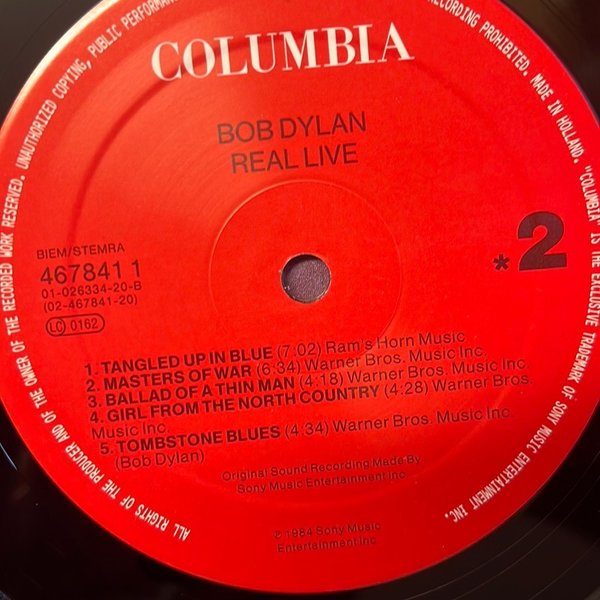 UNAUTHORIZED COPYING, PUBLIC PERFORMA
RECORDING PROHIBITED. MADE IN HOLLAND. "COLUMBIA" IS THE EXCLUSIVE TRADEMARK OF SONY MUSIC ENTERTAINMENT INC.
ALL RIGHTS OF THE PRODUCER AND OF THE OWNER OF THE RECORDED WORK RESERVED.
COLUMBIA
BOB DYLAN
REAL LIVE
BIEM/STEMRA
467841 1
01-026334-20-B
(02-467841-20)
LC 0162
*2
1. TANGLED UP IN BLUE (7:02) Ram's Horn Music
2. MASTERS OF WAR (6:34) Warner Bros. Music Inc.
3. BALLAD OF A THIN MAN (4:18) Warner Bros. Music Inc.
4. GIRL FROM THE NORTH COUNTRY (4:28) Warner Bros.
Music Inc.
5. TOMBSTONE BLUES (4:34) Warner Bros. Music Inc
(Bob Dylan)
Original Sound Recording Made By
Sony Music Entertainment Inc
℗ 1984 Sony Music
Entertainment Inc